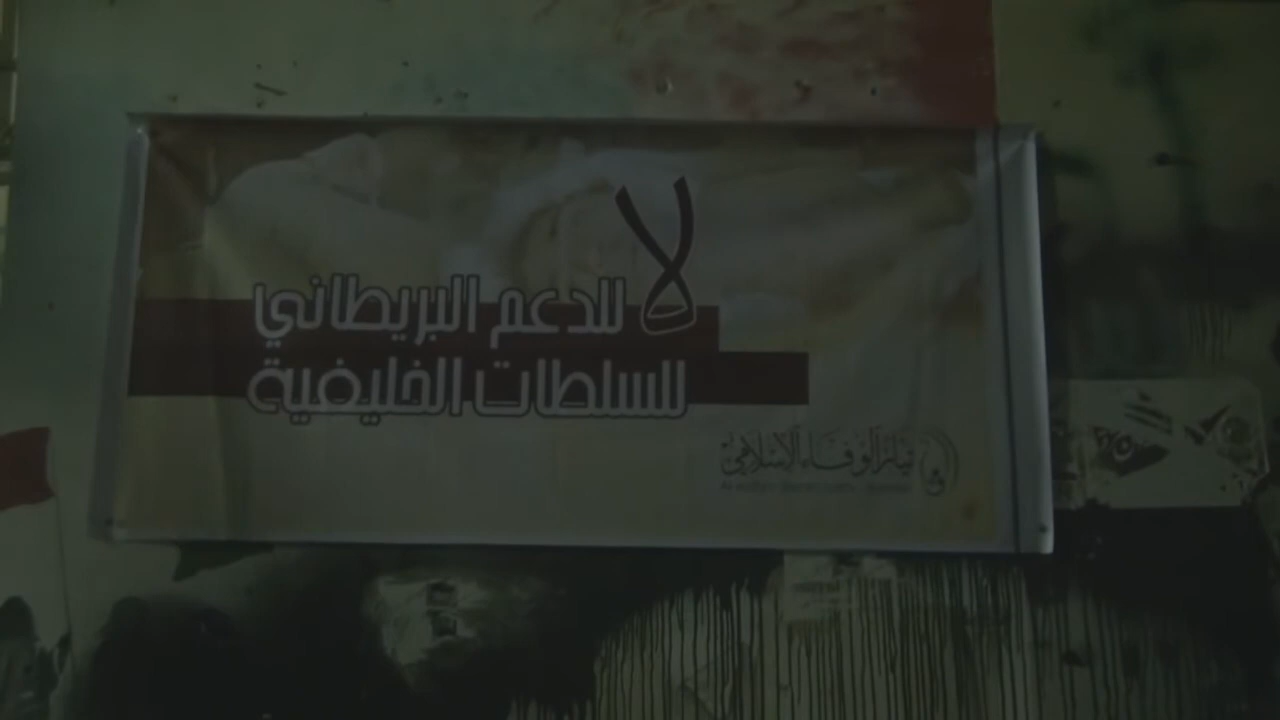 لا للدعم البريطاني
للسلطات الخليفية
تيار الوفاء الإسلامي